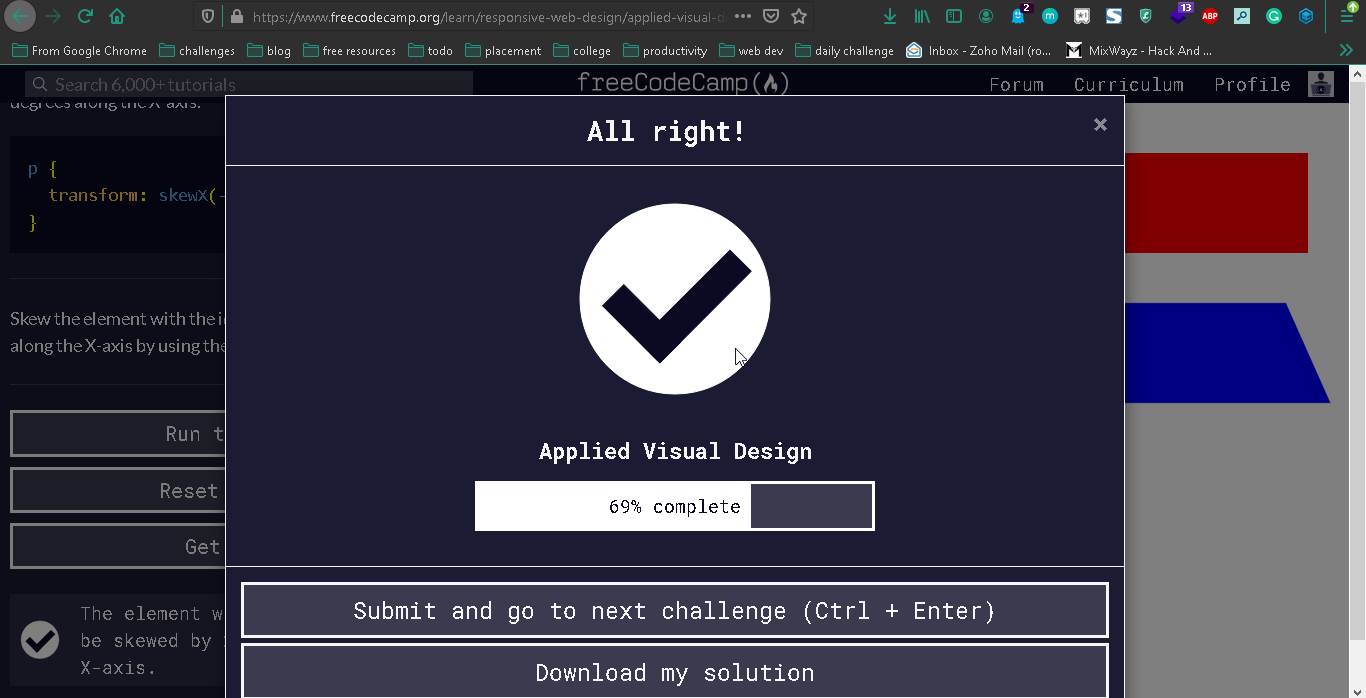 https://www.freecodecamp.org/learn/responsive-web-design/applied-visual-d
2
13
ABP
From Google Chrome challenges blog free resources todo placement college productivity web dev daily challenge Inbox - Zoho Mail (ro... MixWayz - Hack And ...
Search 6,000+ tutorials
freeCodeCamp
Forum Curriculum Profile
degrees along the X-axis.
All right!
×
p {
transform: skewX(-
}
Skew the element with the
along the X-axis by using the
Run
Reset
Get
Applied Visual Design
69% complete
Submit and go to next challenge (Ctrl + Enter)
Download my solution
The element
be skewed by
X-axis.